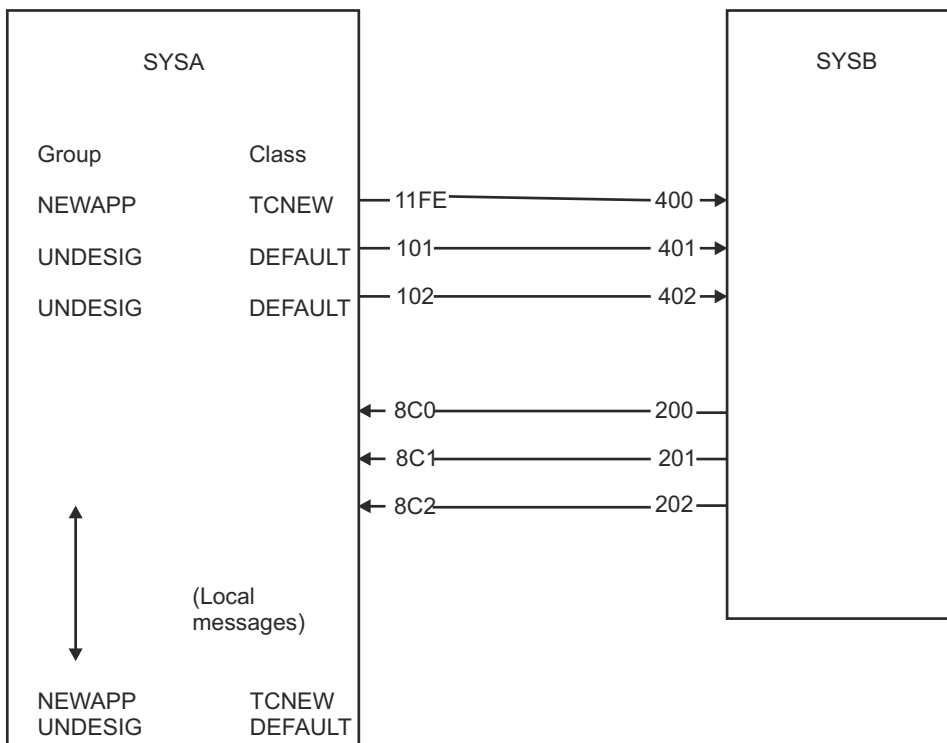 SYSA SYSB
Group Class
NEWAPP TCNEW 11FE 400
UNDESIG DEFAULT 101 401
UNDESIG DEFAULT 102 402
8C0 200
8C1 201
8C2 202
(Local
messages)
NEWAPP TCNEW
UNDESIG DEFAULT